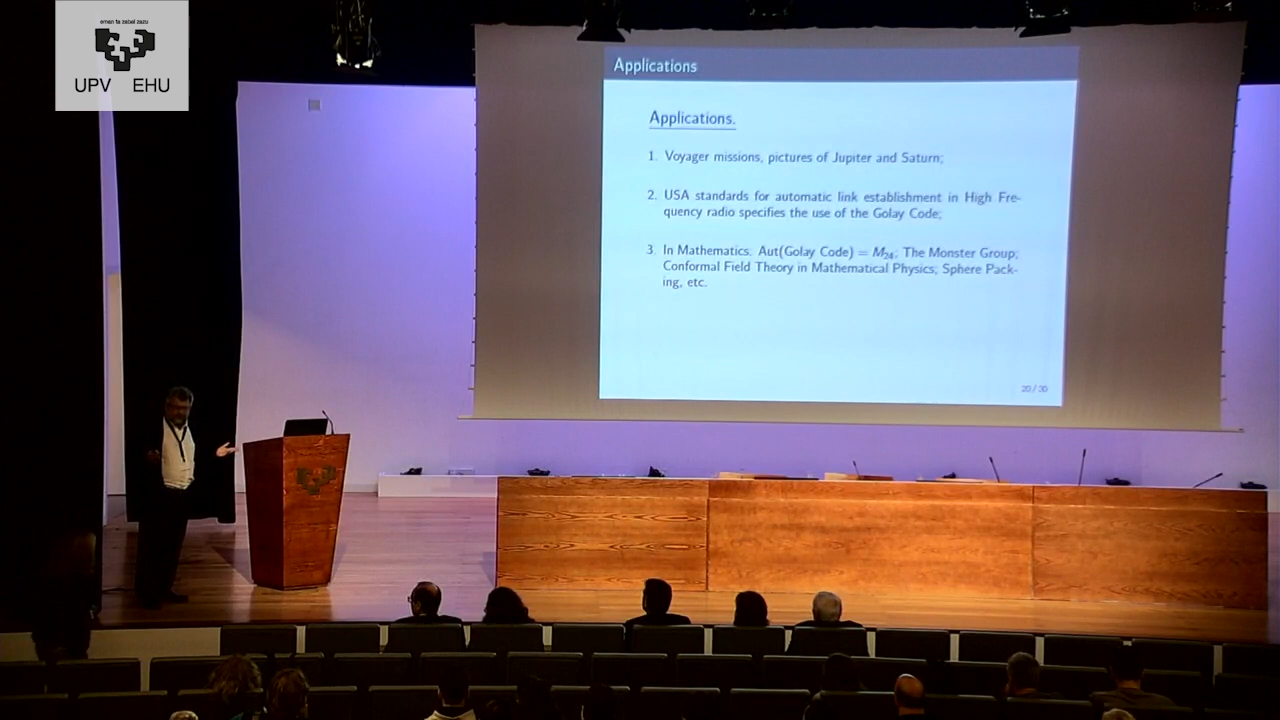 eman ta zabal zazu
UPV EHU
Applications
Applications.
1. Voyager missions, pictures of Jupiter and Saturn;
2. USA standards for automatic link establishment in High Fre-
quency radio specifies the use of the Golay Code;
3. In Mathematics: Aut(Golay Code) = M₂₄; The Monster Group;
Conformal Field Theory in Mathematical Physics; Sphere Pack-
ing, etc.
20 / 30